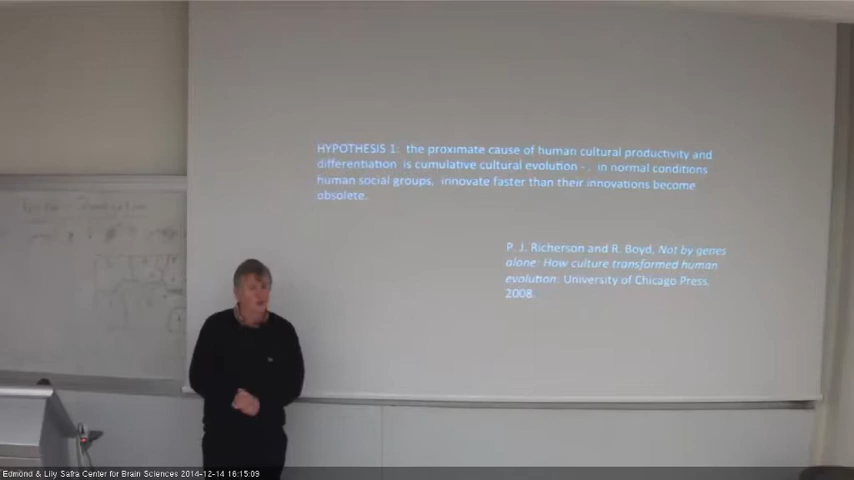 HYPOTHESIS 1: the proximate cause of human cultural productivity and
differentiation is cumulative cultural evolution - , in normal conditions
human social groups, innovate faster than their innovations become
obsolete.
P. J. Richerson and R. Boyd, Not by genes
alone: How culture transformed human
evolution: University of Chicago Press,
2008.
Edmond & Lily Safra Center for Brain Sciences 2014-12-14 16:15:09